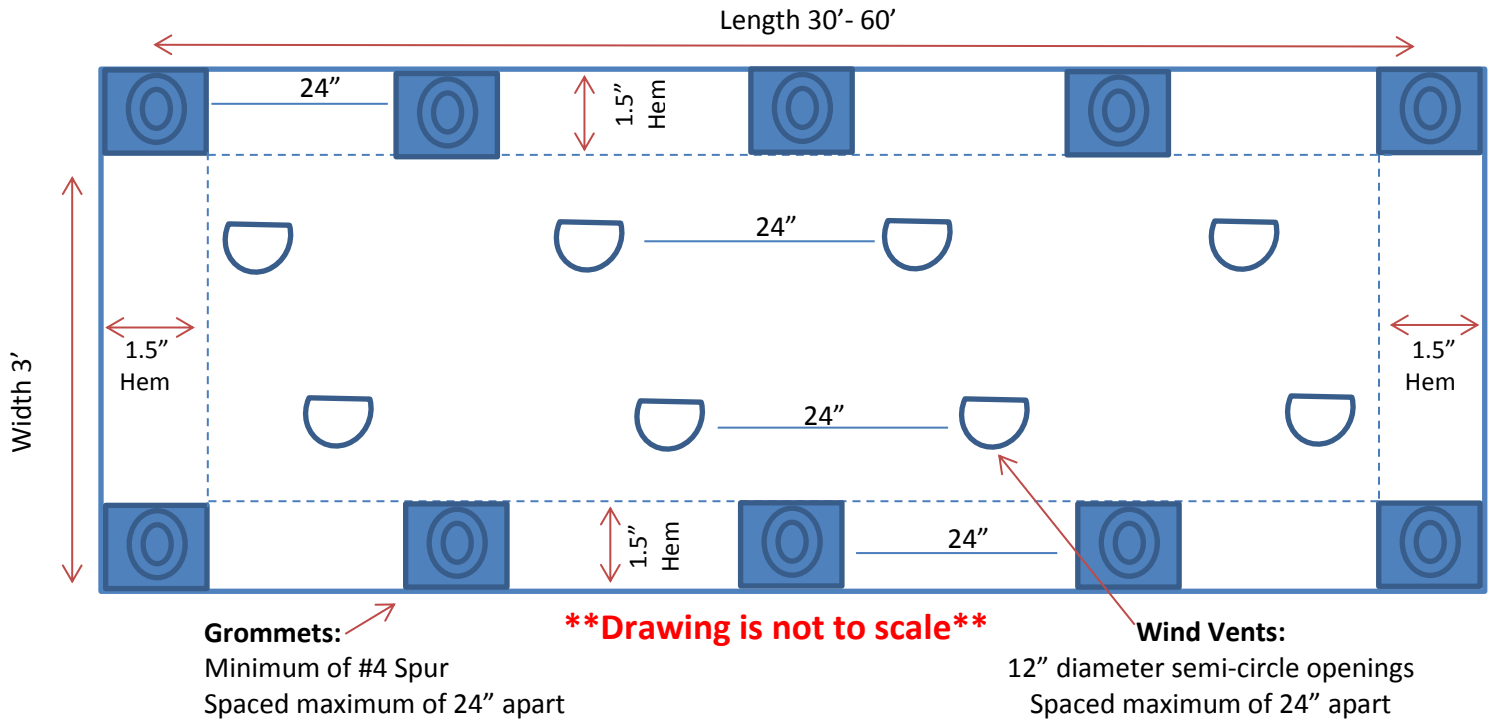 Length 30’- 60’
24”
1.5”
Hem
24”
Width 3’
1.5”
Hem
1.5”
Hem
24”
1.5”
Hem
24”
**Drawing is not to scale**
Grommets:
Minimum of #4 Spur
Spaced maximum of 24” apart
Wind Vents:
12” diameter semi-circle openings
Spaced maximum of 24” apart